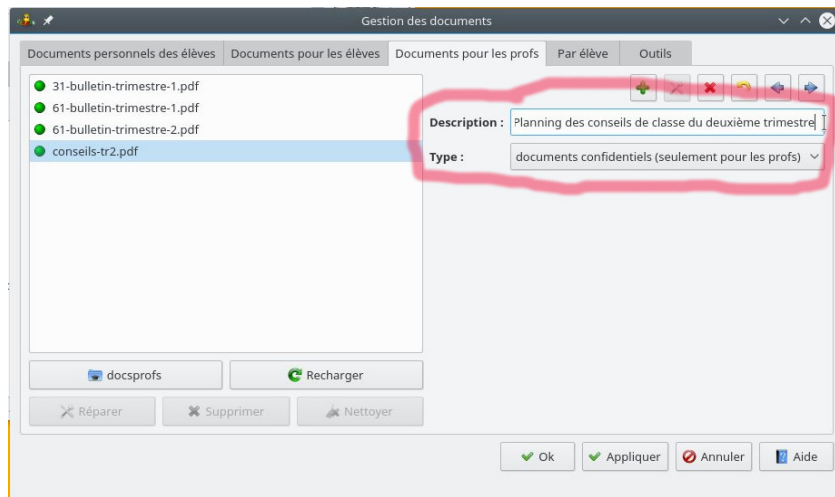 Gestion des documents
Documents personnels des élèves
Documents pour les élèves
Documents pour les profs
Par élève
Outils
31-bulletin-trimestre-1.pdf
61-bulletin-trimestre-1.pdf
61-bulletin-trimestre-2.pdf
conseils-tr2.pdf
Description :
Planning des conseils de classe du deuxième trimestre
Type :
documents confidentiels (seulement pour les profs)
docsprofs
Recharger
Réparer
Supprimer
Nettoyer
Ok
Appliquer
Annuler
Aide